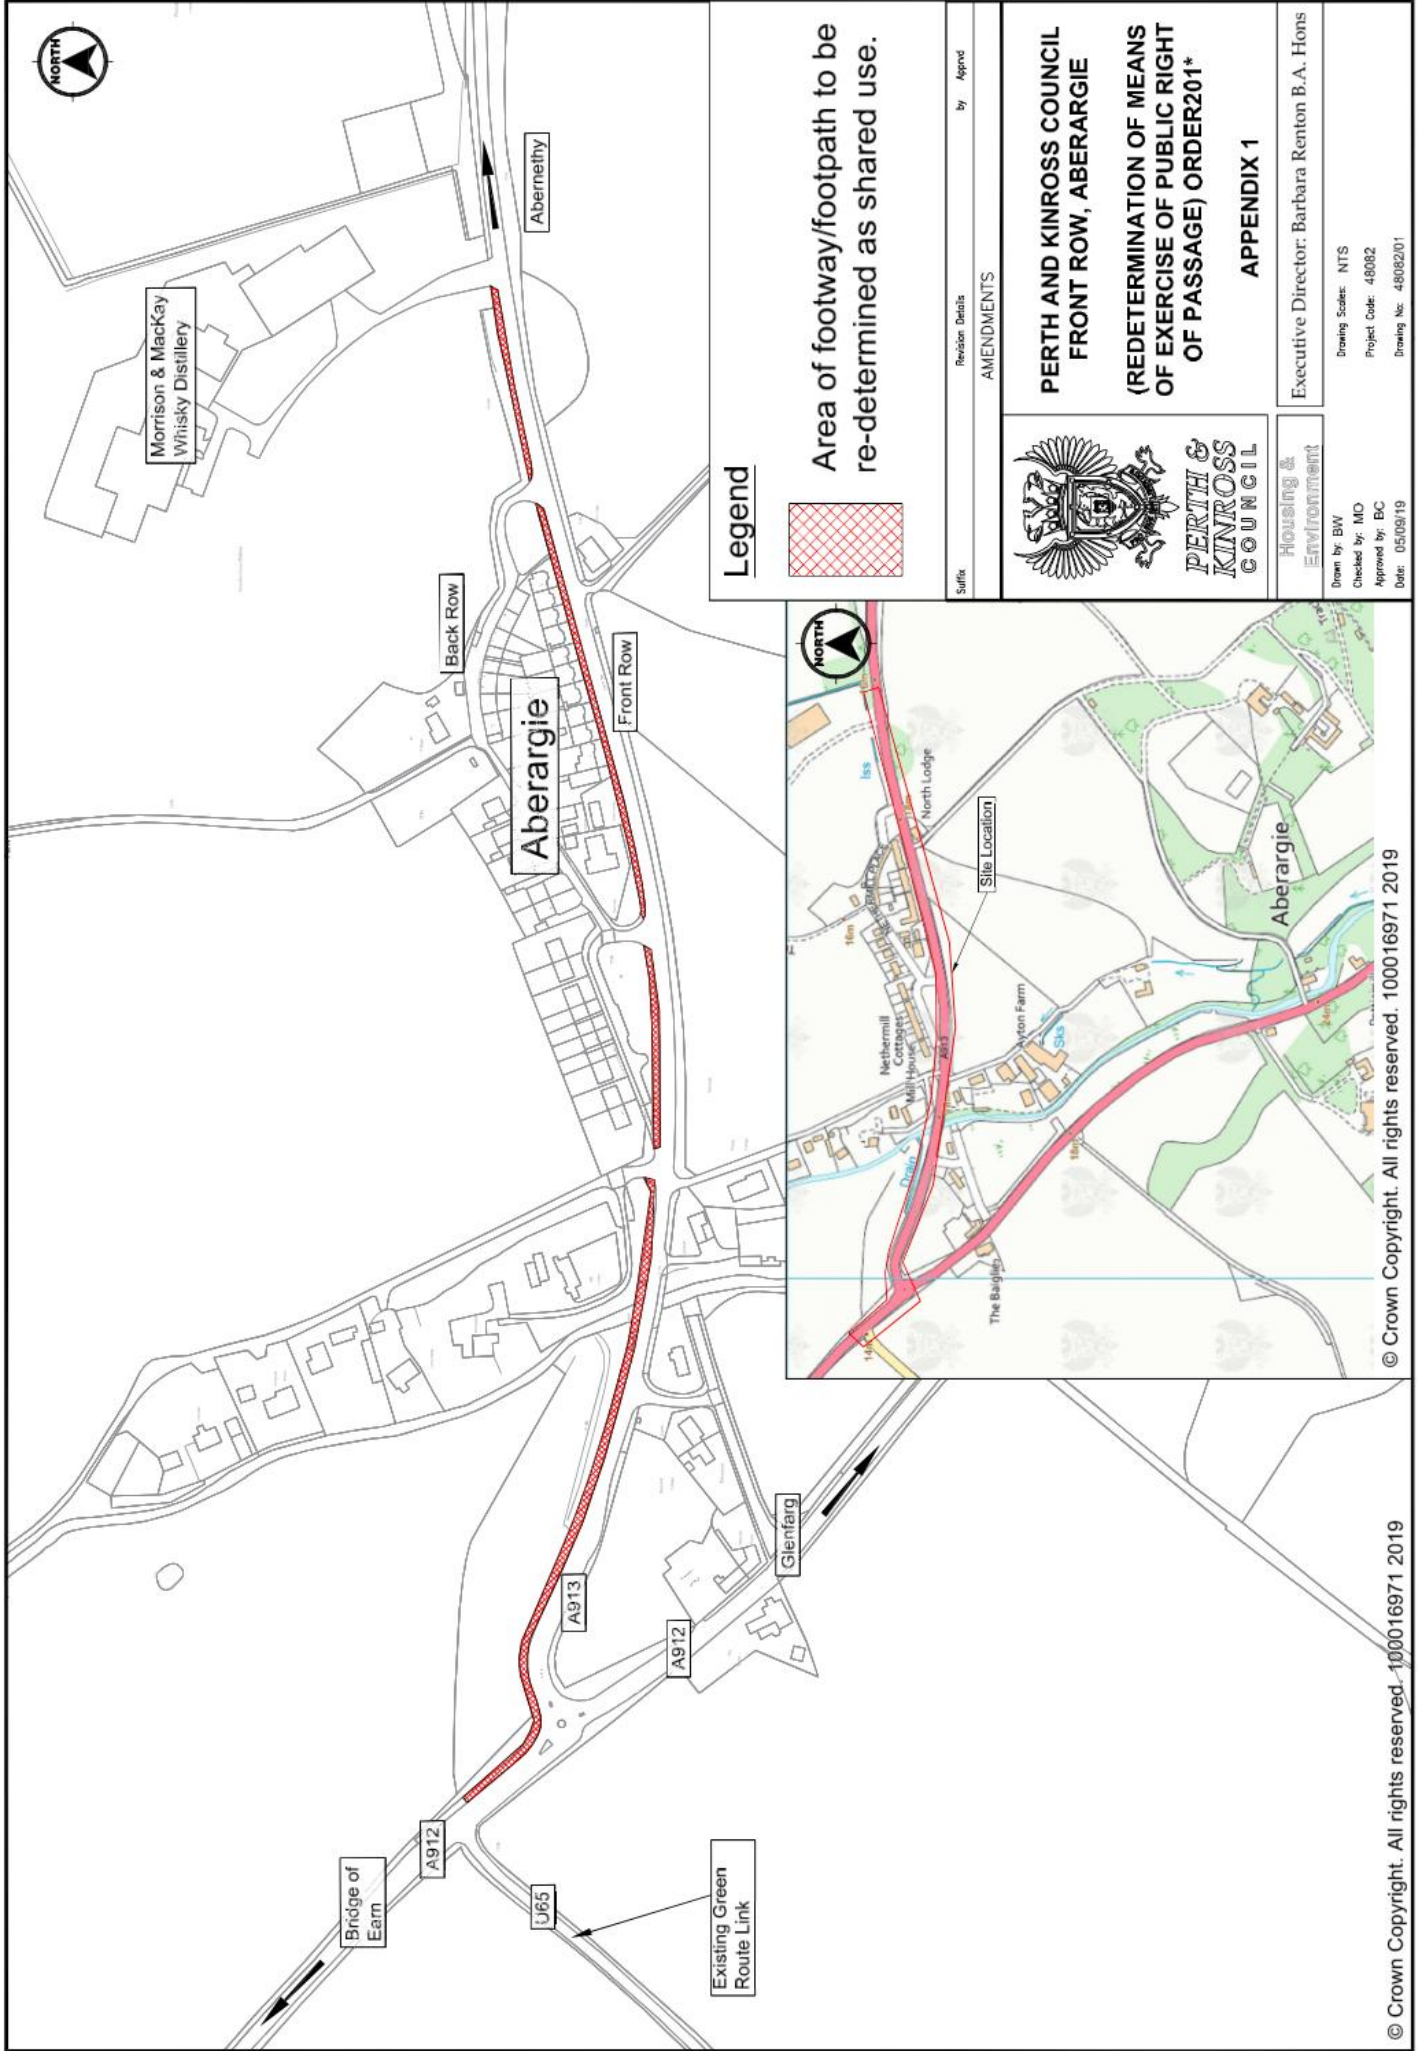 NORTH
Morrison & MacKay
Whisky Distillery
Abernethy
Back Row
Aberargie
Front Row
A913
A912
Glenfarg
A912
Bridge of
Earn
U65
Existing Green
Route Link
© Crown Copyright. All rights reserved. 100016971 2019
Legend
Area of footway/footpath to be
re-determined as shared use.
Suffix Revision Details by Apprvd
AMENDMENTS
PERTH &
KINROSS
COUNCIL
PERTH AND KINROSS COUNCIL
FRONT ROW, ABERARGIE
(REDETERMINATION OF MEANS
OF EXERCISE OF PUBLIC RIGHT
OF PASSAGE) ORDER201*
APPENDIX 1
Housing &
Environment
Executive Director: Barbara Renton B.A. Hons
Drawn by: BW
Checked by: MO
Approved by: BC
Date: 05/09/19
Drawing Scales: NTS
Project Code: 48082
Drawing No: 48082/01
NORTH
Iss
North Lodge
16m
Site Location
Nethermill
Cottages
Mill House
A913
Ayton Farm
Sks
Drain
18m
The Baiglie
14m
Aberargie
24m
© Crown Copyright. All rights reserved. 100016971 2019